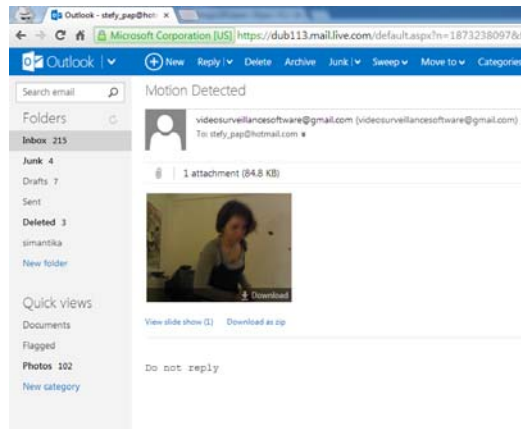 Outlook - stefy_pap@hot
Microsoft Corporation [US] https://dub113.mail.live.com/default.aspx?n=1873238097&
Outlook
New Reply Delete Archive Junk Sweep Move to Categories
Search email
Folders
Inbox 215
Junk 4
Drafts 7
Sent
Deleted 3
simantika
New folder
Quick views
Documents
Flagged
Photos 102
New category
Motion Detected
videosurveillancesoftware@gmail.com (videosurveillancesoftware@gmail.com)
To: stefy_pap@hotmail.com
1 attachment (84.8 KB)
Download
View slide show (1) Download as zip
Do not reply